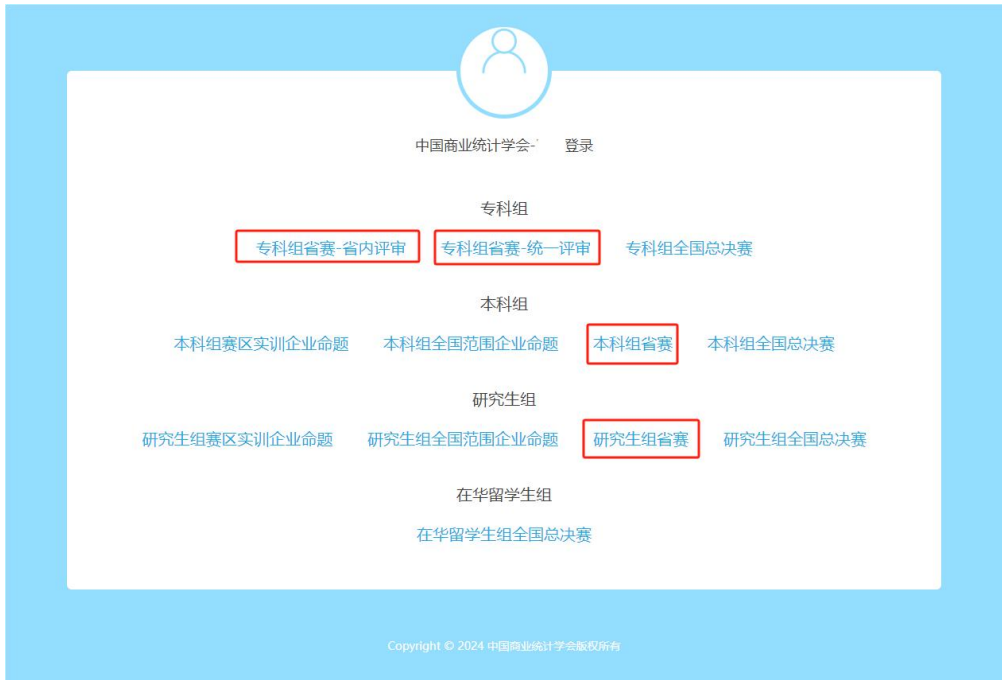 中国商业统计学会- 登录
专科组
专科组省赛-省内评审 专科组省赛-统一评审 专科组全国总决赛
本科组
本科组赛区实训企业命题 本科组全国范围企业命题 本科组省赛 本科组全国总决赛
研究生组
研究生组赛区实训企业命题 研究生组全国范围企业命题 研究生组省赛 研究生组全国总决赛
在华留学生组
在华留学生组全国总决赛
Copyright © 2024 中国商业统计学会版权所有